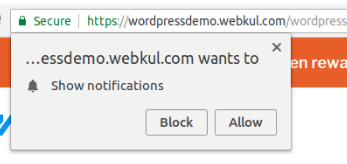 Secure | https://wordpressdemo.webkul.com/wordpress
...essdemo.webkul.com wants to ×
en rewa
Show notifications
Block Allow